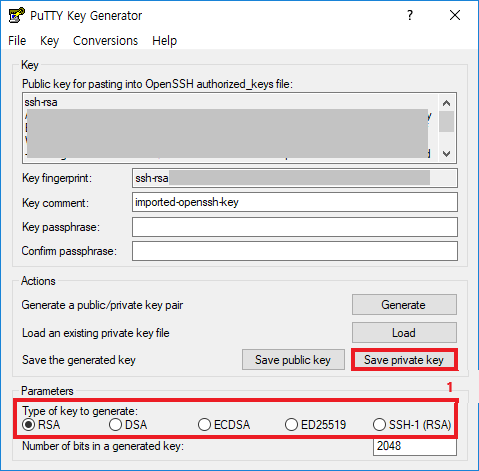 PuTTY Key Generator
?
File Key Conversions Help
Key
Public key for pasting into OpenSSH authorized_keys file:
ssh-rsa
Key fingerprint: ssh-rsa
Key comment: imported-openssh-key
Key passphrase:
Confirm passphrase:
Actions
Generate a public/private key pair Generate
Load an existing private key file Load
Save the generated key Save public key Save private key
1
Parameters
Type of key to generate:
RSA DSA ECDSA ED25519 SSH-1 (RSA)
Number of bits in a generated key: 2048